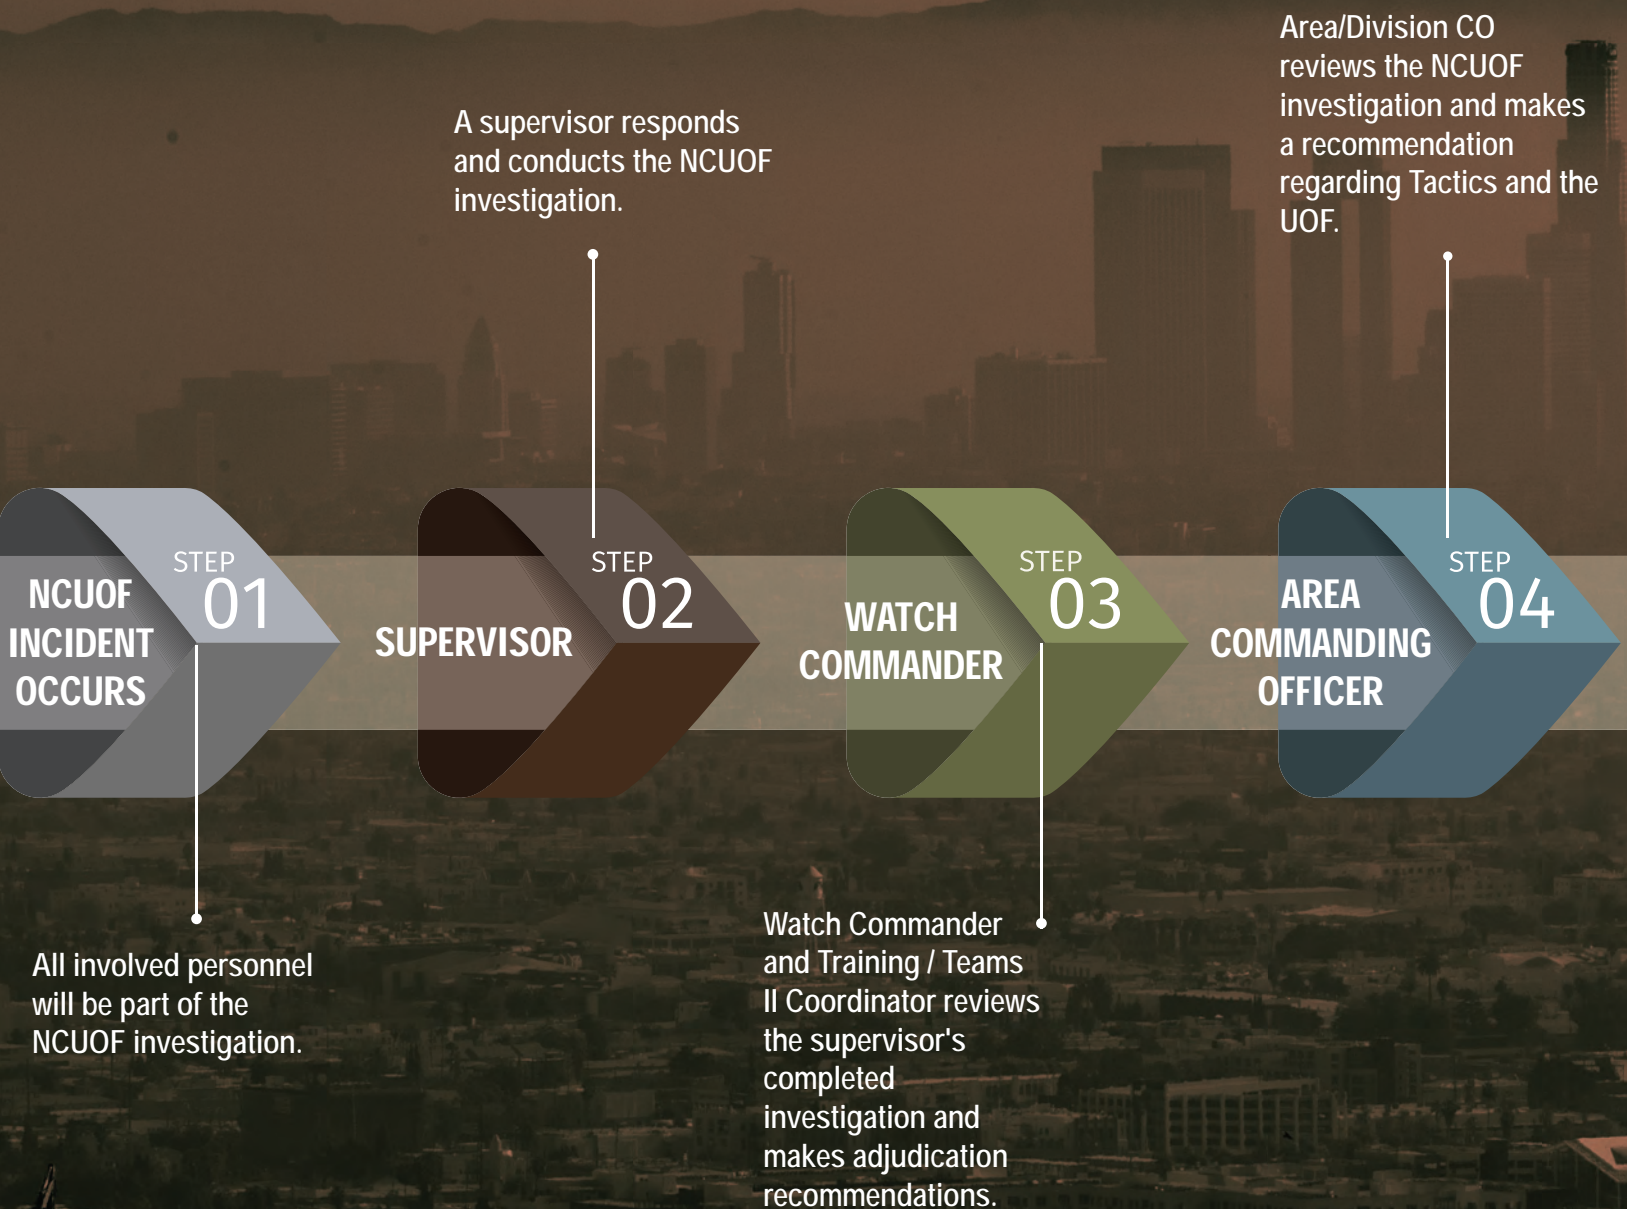 NCUOF
INCIDENT
OCCURS
STEP
01
All involved personnel
will be part of the
NCUOF investigation.
A supervisor responds
and conducts the NCUOF
investigation.
SUPERVISOR
STEP
02
WATCH
COMMANDER
STEP
03
Watch Commander
and Training / Teams
II Coordinator reviews
the supervisor's
completed
investigation and
makes adjudication
recommendations.
Area/Division CO
reviews the NCUOF
investigation and makes
a recommendation
regarding Tactics and the
UOF.
AREA
COMMANDING
OFFICER
STEP
04